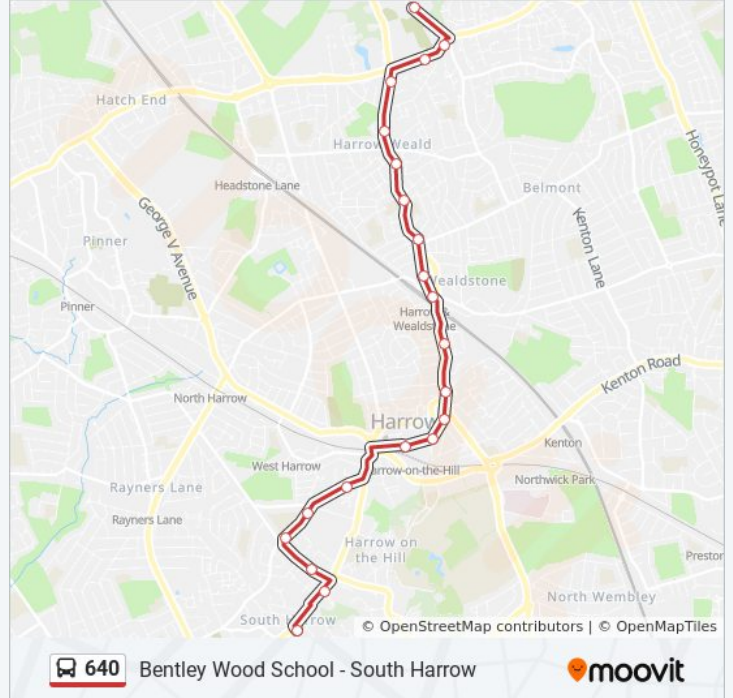 Hatch End
Harrow Weald
Honeypot Lane
Headstone Lane
Belmont
George V Avenue
Kenton Lane
Pinner
Wealdstone
Pinner
Harrow &
Wealdstone
Kenton Road
North Harrow
Harrow
Kenton
West Harrow
Harrow-on-the-Hill
Northwick Park
Rayners Lane
Rayners Lane
Harrow on
the Hill
Preston
North Wembley
South Harrow
© OpenStreetMap contributors | © OpenMapTiles
640 Bentley Wood School - South Harrow
moovit